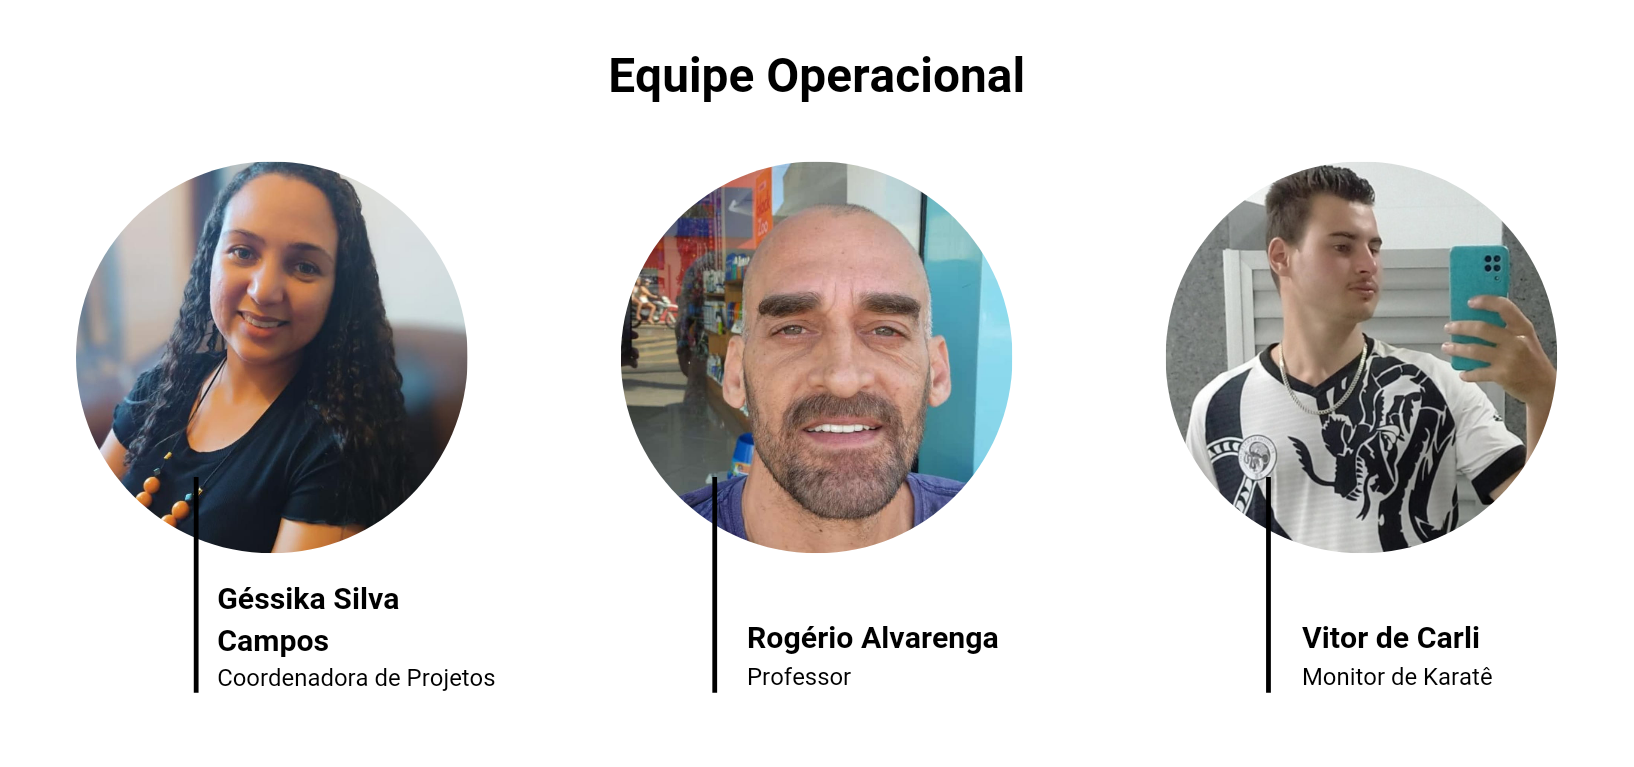 Equipe Operacional
Géssika Silva
Campos
Coordenadora de Projetos
Rogério Alvarenga
Professor
Vitor de Carli
Monitor de Karatê